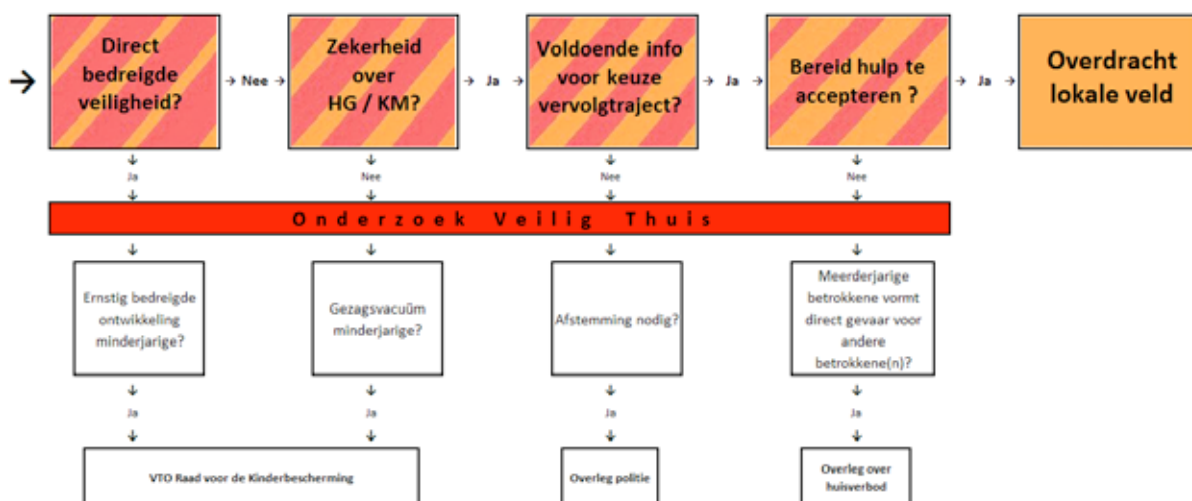 Direct
bedreigde
veiligheid?
Nee
Zekerheid
over
HG / KM?
Ja
Voldoende info
voor keuze
vervolgtraject?
Ja
Bereid hulp te
accepteren ?
Ja
Overdracht
lokale veld
Ja
Nee
Nee
Nee
Onderzoek Veilig Thuis
Ernstig bedreigde
ontwikkeling
minderjarige?
Gezagsvacuüm
minderjarige?
Afstemming nodig?
Meerderjarige
betrokkene vormt
direct gevaar voor
andere
betrokkene(n)?
Ja
Ja
Ja
Ja
VTO Raad voor de Kinderbescherming
Overleg politie
Overleg over
huisverbod